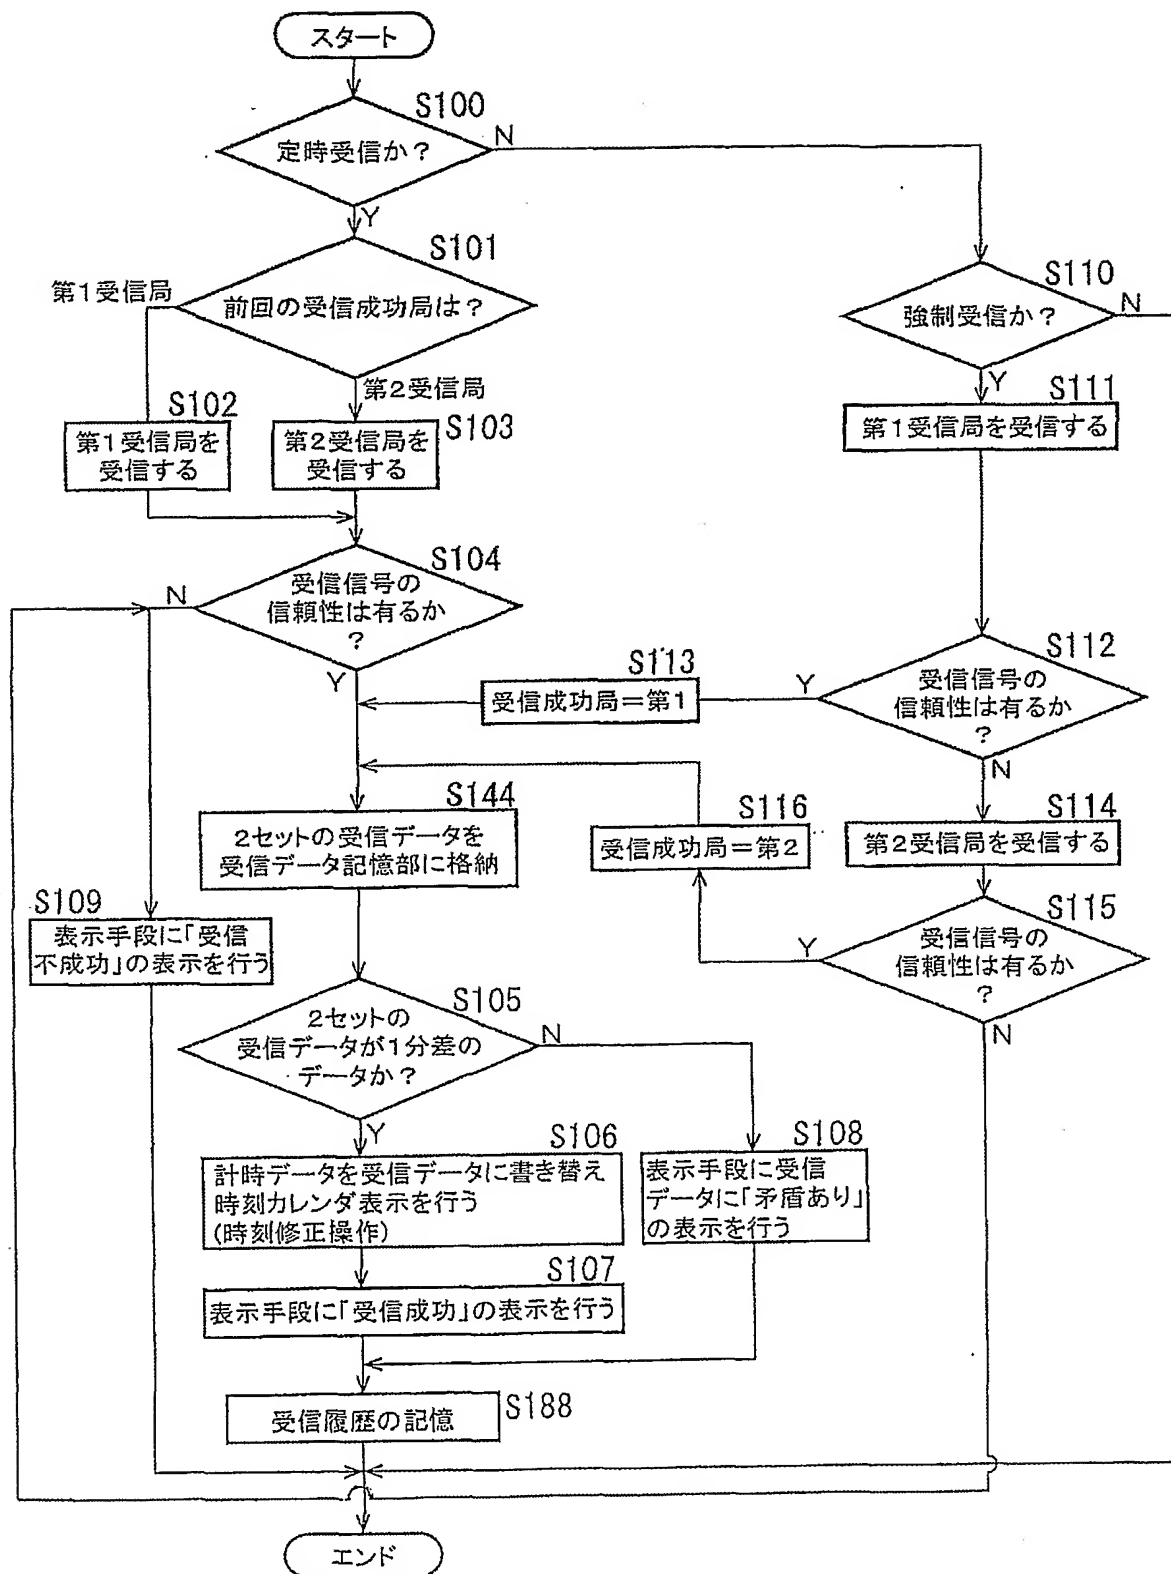 スタート
S100
定時受信か？
N
Y
S101
前回の受信成功局は？
第1受信局
第2受信局
S110
強制受信か？
N
Y
S102
第1受信局を
受信する
S103
第2受信局を
受信する
S111
第1受信局を受信する
S104
受信信号の
信頼性は有るか
？
N
Y
S112
受信信号の
信頼性は有るか
？
Y
N
S113
受信成功局＝第1
S144
2セットの受信データを
受信データ記憶部に格納
S116
受信成功局＝第2
S114
第2受信局を受信する
S115
受信信号の
信頼性は有るか
？
Y
N
S109
表示手段に「受信
不成功」の表示を行う
S105
2セットの
受信データが1分差の
データか？
N
Y
S106
計時データを受信データに書き替え
時刻カレンダ表示を行う
(時刻修正操作)
S108
表示手段に受信
データに「矛盾あり」
の表示を行う
S107
表示手段に「受信成功」の表示を行う
受信履歴の記憶
S188
エンド